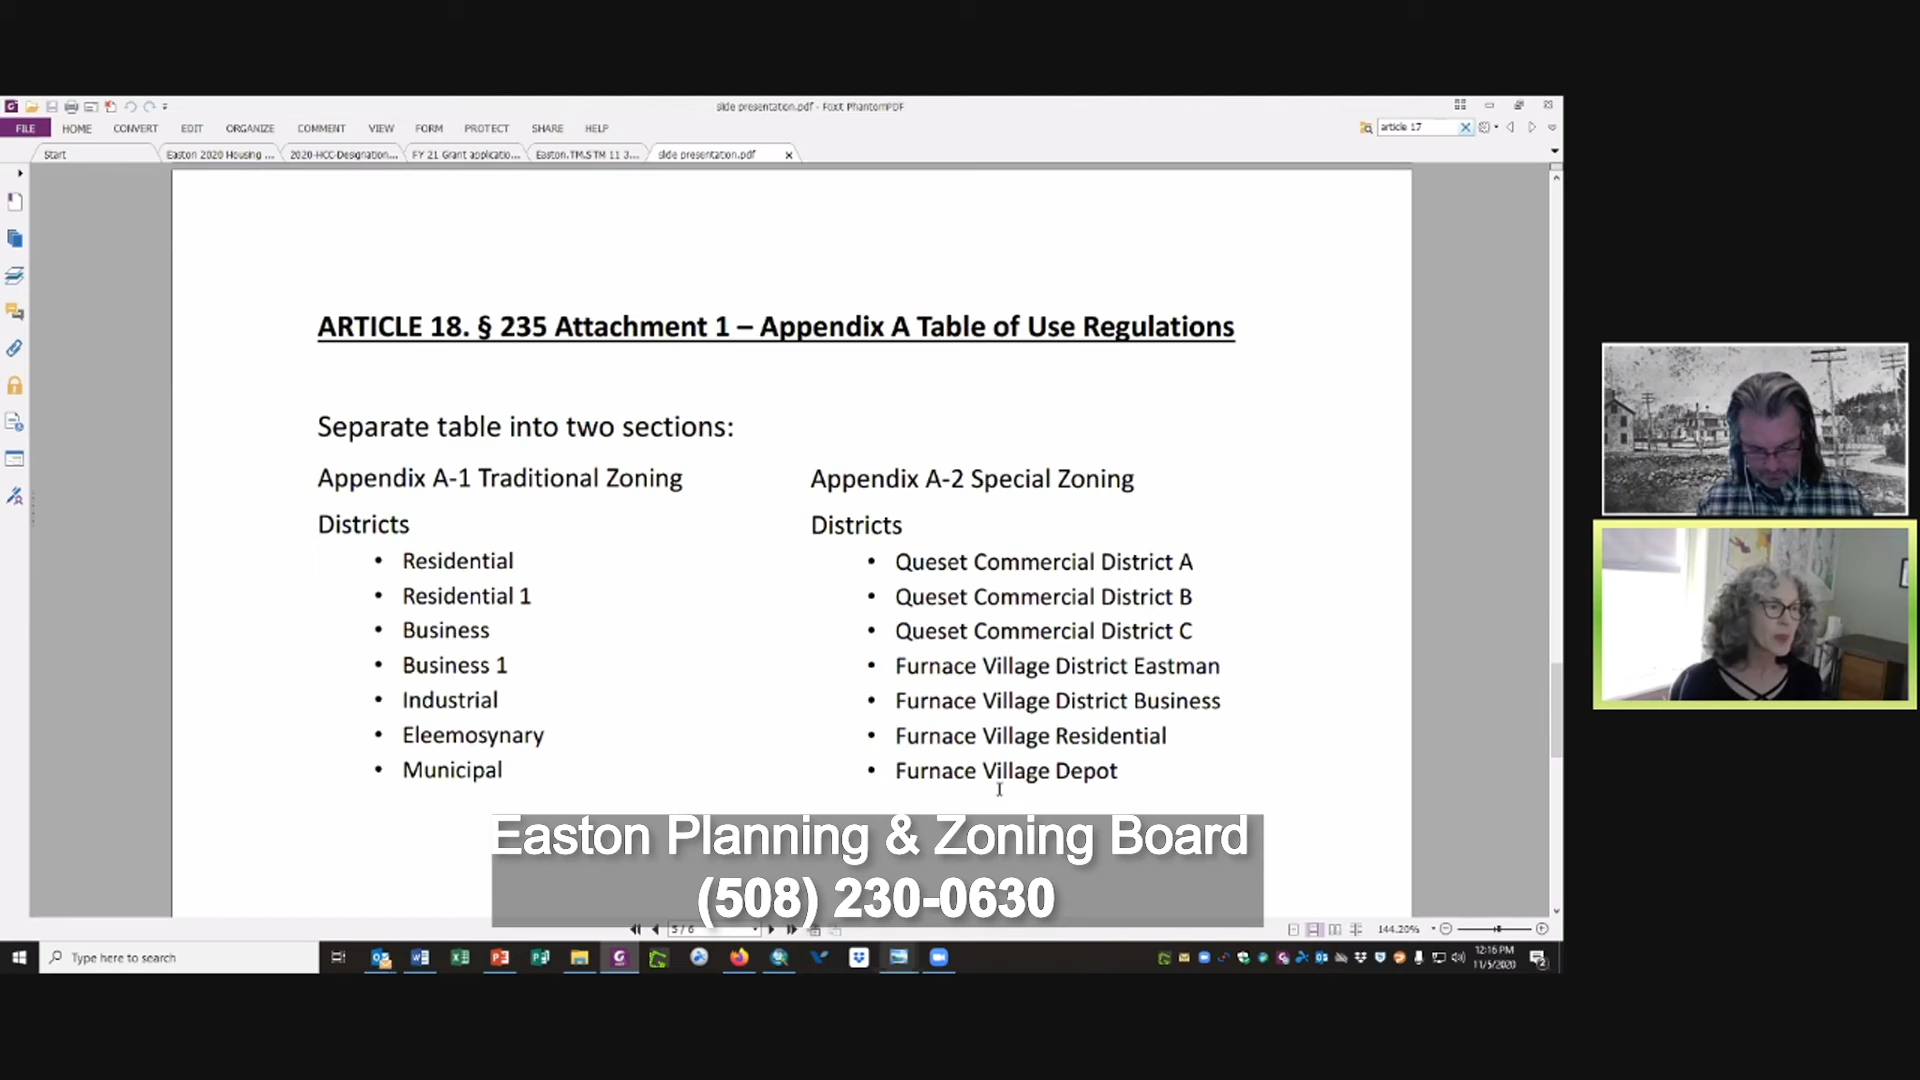 slide presentation.pdf - Foxit PhantomPDF
FILE HOME CONVERT EDIT ORGANIZE COMMENT VIEW FORM PROTECT SHARE HELP
article 17
Start Easton 2020 Housing ... 2020-HCC-Designation... FY 21 Grant applicatio... Easton.TM.STM 11 3... slide presentation.pdf
ARTICLE 18. § 235 Attachment 1 – Appendix A Table of Use Regulations
Separate table into two sections:
Appendix A-1 Traditional Zoning
Districts
• Residential
• Residential 1
• Business
• Business 1
• Industrial
• Eleemosynary
• Municipal
Appendix A-2 Special Zoning
Districts
• Queset Commercial District A
• Queset Commercial District B
• Queset Commercial District C
• Furnace Village District Eastman
• Furnace Village District Business
• Furnace Village Residential
• Furnace Village Depot
Easton Planning & Zoning Board
(508) 230-0630
5 / 6
144.20%
Type here to search
12:16 PM
11/5/2020